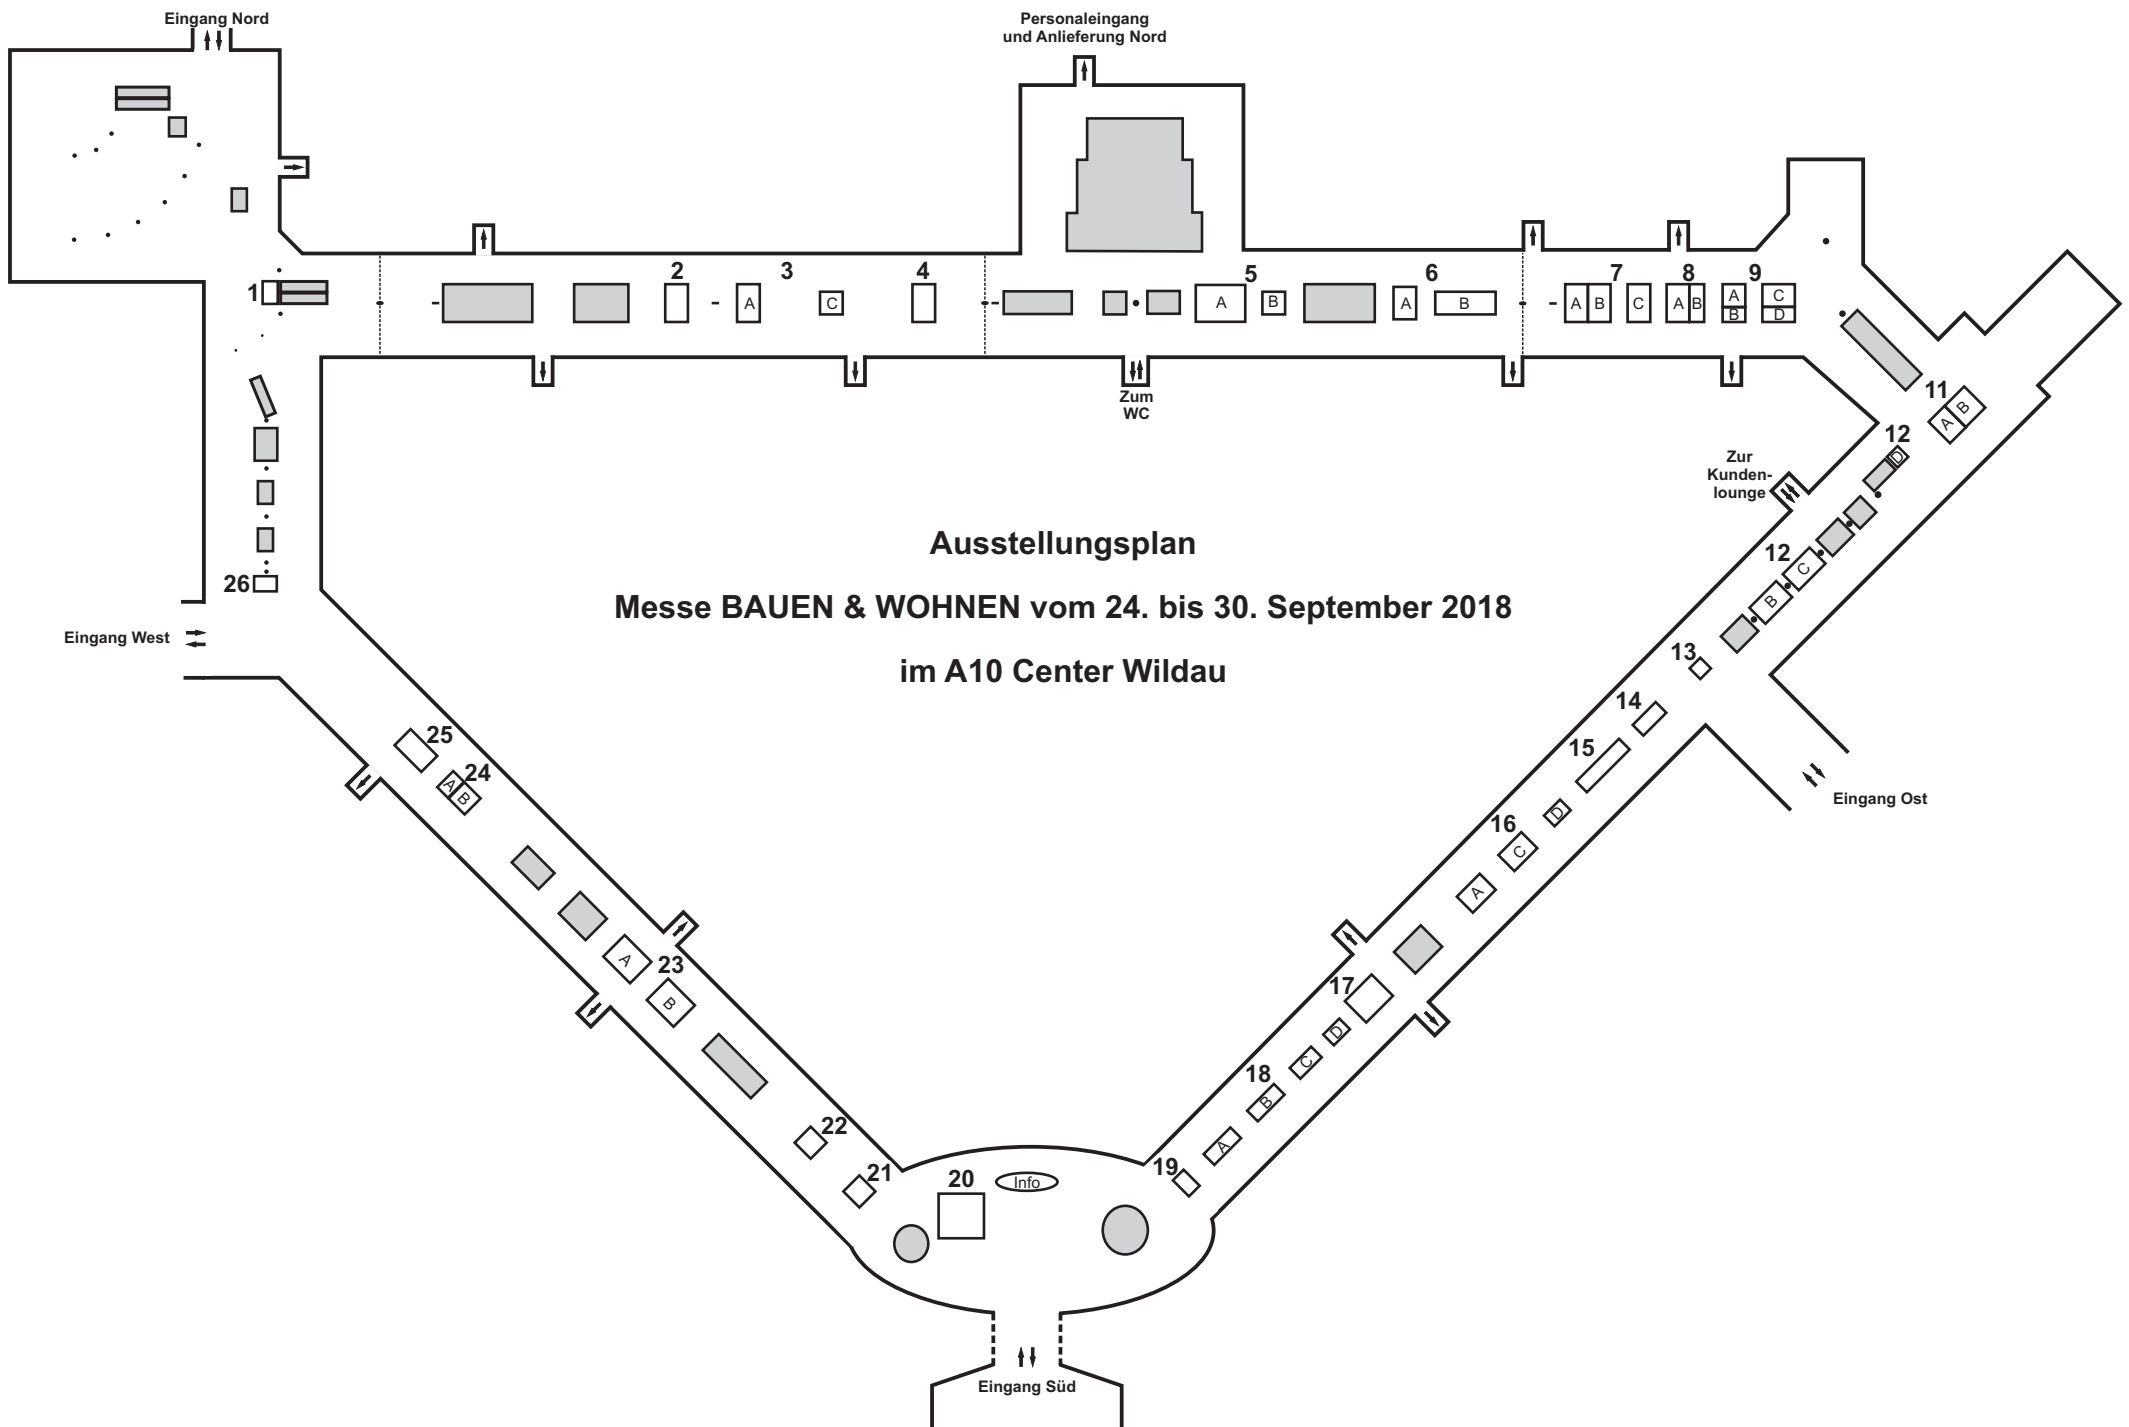 Eingang Nord
Personaleingang
und Anlieferung Nord
1
2
3
A
C
4
5
A
B
6
A
B
7
A B
C
8
A B
9
A
B
C
D
Zum
WC
11
A B
12
D
Zur
Kunden-
lounge
12
C
B
13
14
15
Eingang Ost
16
D
C
A
17
18
D
C
B
A
19
Ausstellungsplan
Messe BAUEN & WOHNEN vom 24. bis 30. September 2018
im A10 Center Wildau
26
Eingang West
25
24
A
B
23
A
B
22
21
20
Info
Eingang Süd